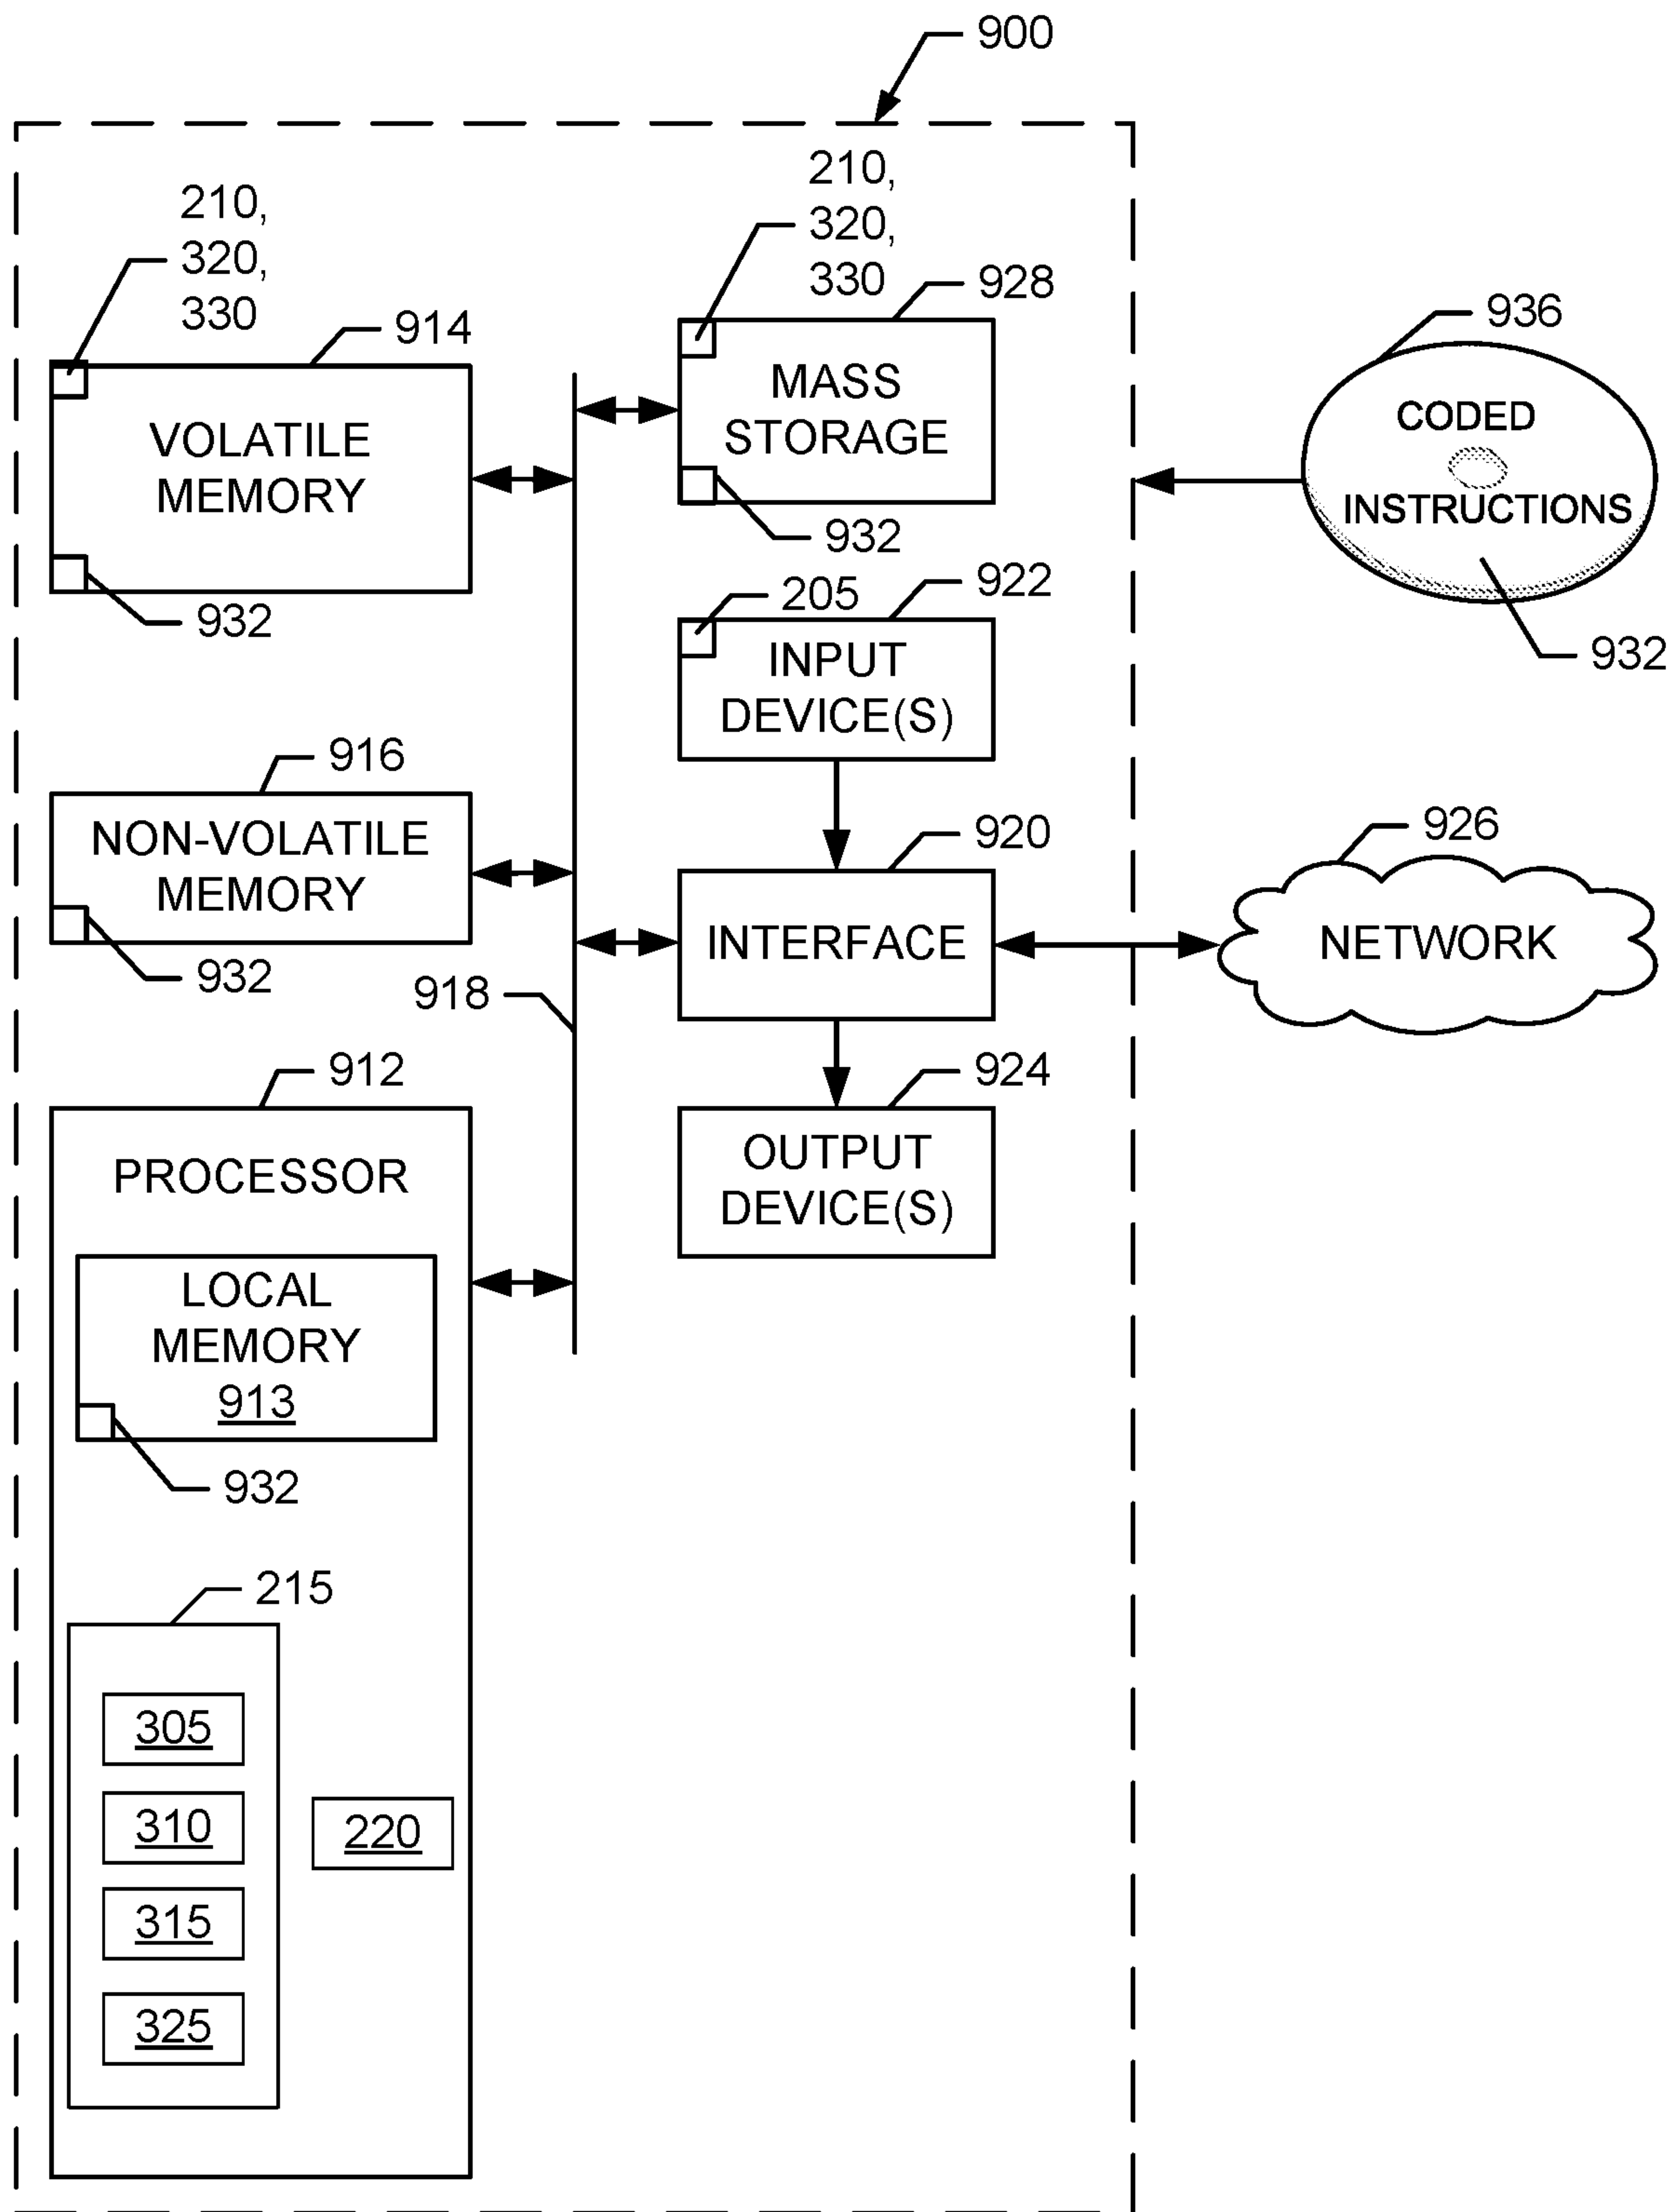 900
210,
320,
330
914
VOLATILE
MEMORY
932
210,
320,
330
928
MASS
STORAGE
932
936
CODED
INSTRUCTIONS
932
205
922
INPUT
DEVICE(S)
916
NON-VOLATILE
MEMORY
932
918
920
INTERFACE
926
NETWORK
912
PROCESSOR
LOCAL
MEMORY
913
932
924
OUTPUT
DEVICE(S)
215
305
310
315
325
220